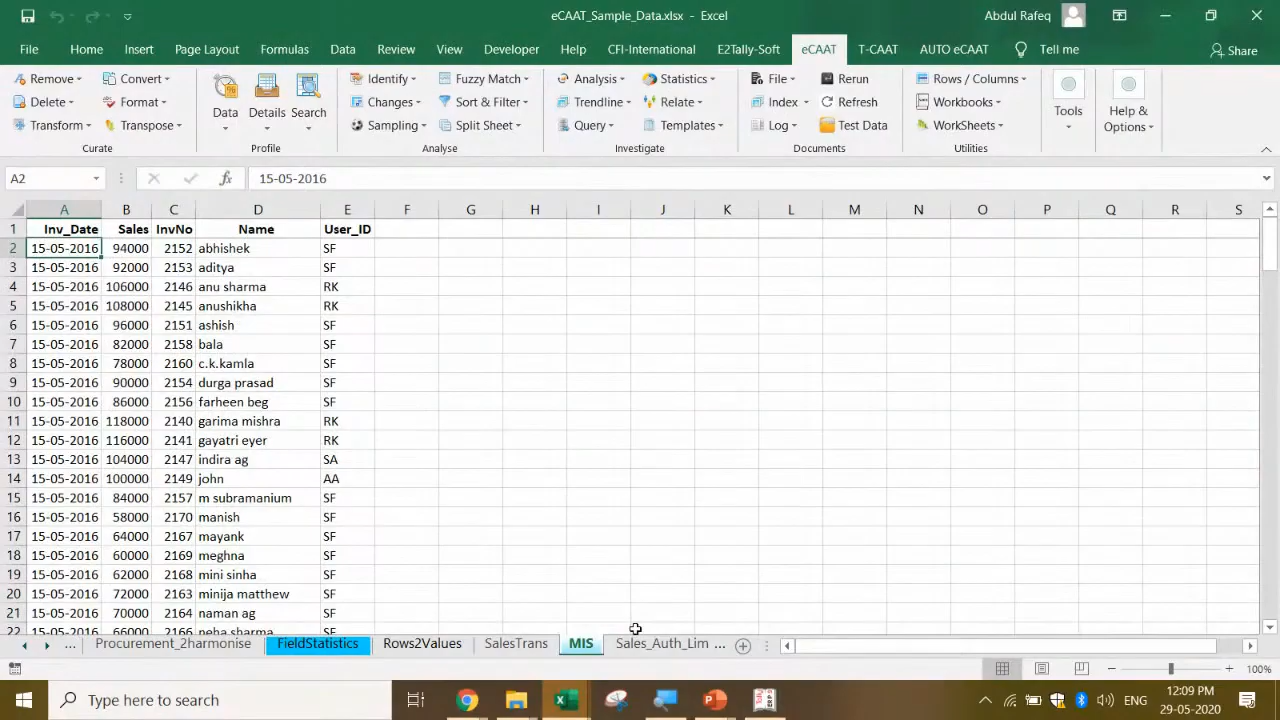 eCAAT_Sample_Data.xlsx - Excel
Abdul Rafeq
File Home Insert Page Layout Formulas Data Review View Developer Help CFI-International E2Tally-Soft eCAAT T-CAAT AUTO eCAAT Tell me Share
Remove Convert Identify Fuzzy Match Analysis Statistics File Rerun Rows / Columns
Delete Format Data Details Search Changes Sort & Filter Trendline Relate Index Refresh Workbooks Tools Help &
Transform Transpose Sampling Split Sheet Query Templates Log Test Data WorkSheets Options
Curate Profile Analyse Investigate Documents Utilities
A2 fx 15-05-2016
A B C D E F G H I J K L M N O P Q R S
1 Inv_Date Sales InvNo Name User_ID
2 15-05-2016 94000 2152 abhishek SF
3 15-05-2016 92000 2153 aditya SF
4 15-05-2016 106000 2146 anu sharma RK
5 15-05-2016 108000 2145 anushikha RK
6 15-05-2016 96000 2151 ashish SF
7 15-05-2016 82000 2158 bala SF
8 15-05-2016 78000 2160 c.k.kamla SF
9 15-05-2016 90000 2154 durga prasad SF
10 15-05-2016 86000 2156 farheen beg SF
11 15-05-2016 118000 2140 garima mishra RK
12 15-05-2016 116000 2141 gayatri eyer RK
13 15-05-2016 104000 2147 indira ag SA
14 15-05-2016 100000 2149 john AA
15 15-05-2016 84000 2157 m subramanium SF
16 15-05-2016 58000 2170 manish SF
17 15-05-2016 64000 2167 mayank SF
18 15-05-2016 60000 2169 meghna SF
19 15-05-2016 62000 2168 mini sinha SF
20 15-05-2016 72000 2163 minija matthew SF
21 15-05-2016 70000 2164 naman ag SF
22 15-05-2016 66000 2166 neha sharma SF
... Procurement_2harmonise FieldStatistics Rows2Values SalesTrans MIS Sales_Auth_Lim ...
100%
Type here to search
ENG
12:09 PM
29-05-2020